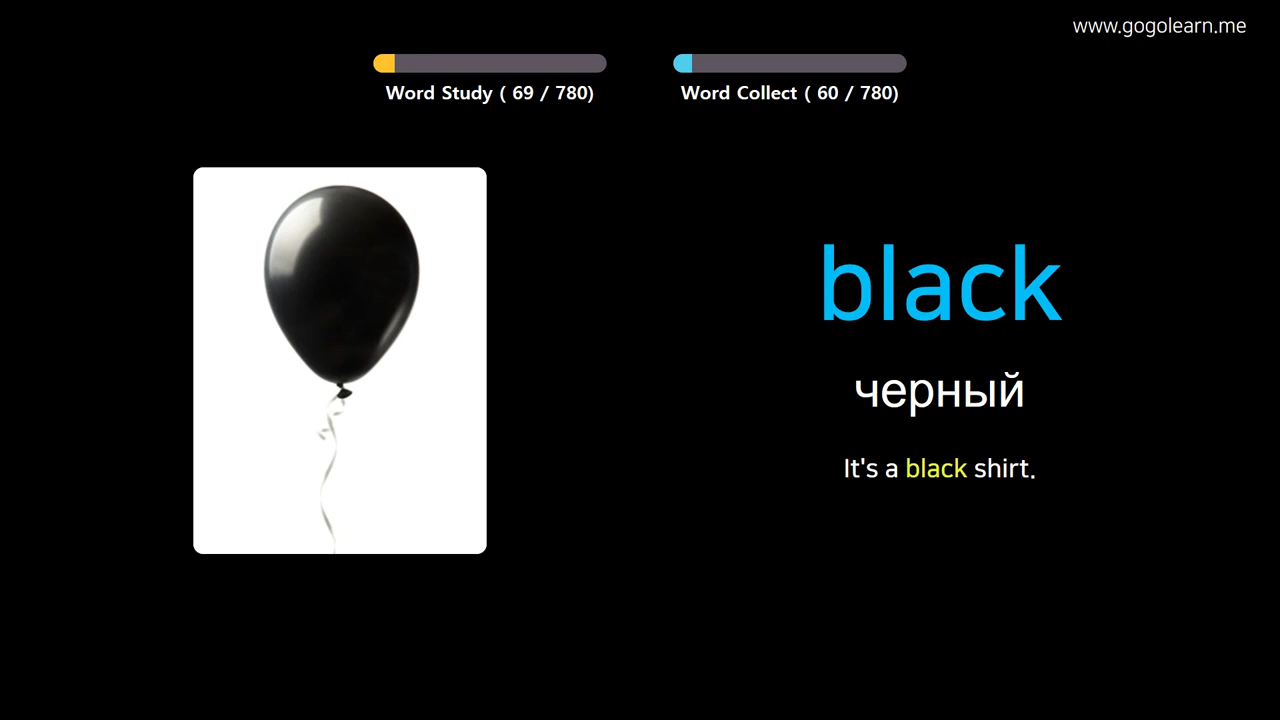 www.gogolearn.me
Word Study ( 69 / 780)
Word Collect ( 60 / 780)
black
черный
It's a black shirt.